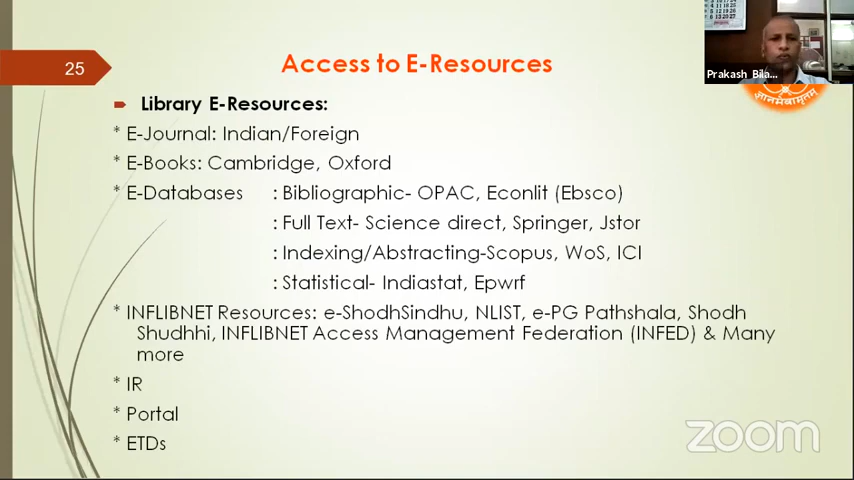 25
Access to E-Resources
Prakash Bila...
ज्ञानमेवामृतम्
Library E-Resources:
* E-Journal: Indian/Foreign
* E-Books: Cambridge, Oxford
* E-Databases : Bibliographic- OPAC, Econlit (Ebsco)
: Full Text- Science direct, Springer, Jstor
: Indexing/Abstracting-Scopus, WoS, ICI
: Statistical- Indiastat, Epwrf
* INFLIBNET Resources: e-ShodhSindhu, NLIST, e-PG Pathshala, Shodh
Shudhhi, INFLIBNET Access Management Federation (INFED) & Many
more
* IR
* Portal
* ETDs
zoom